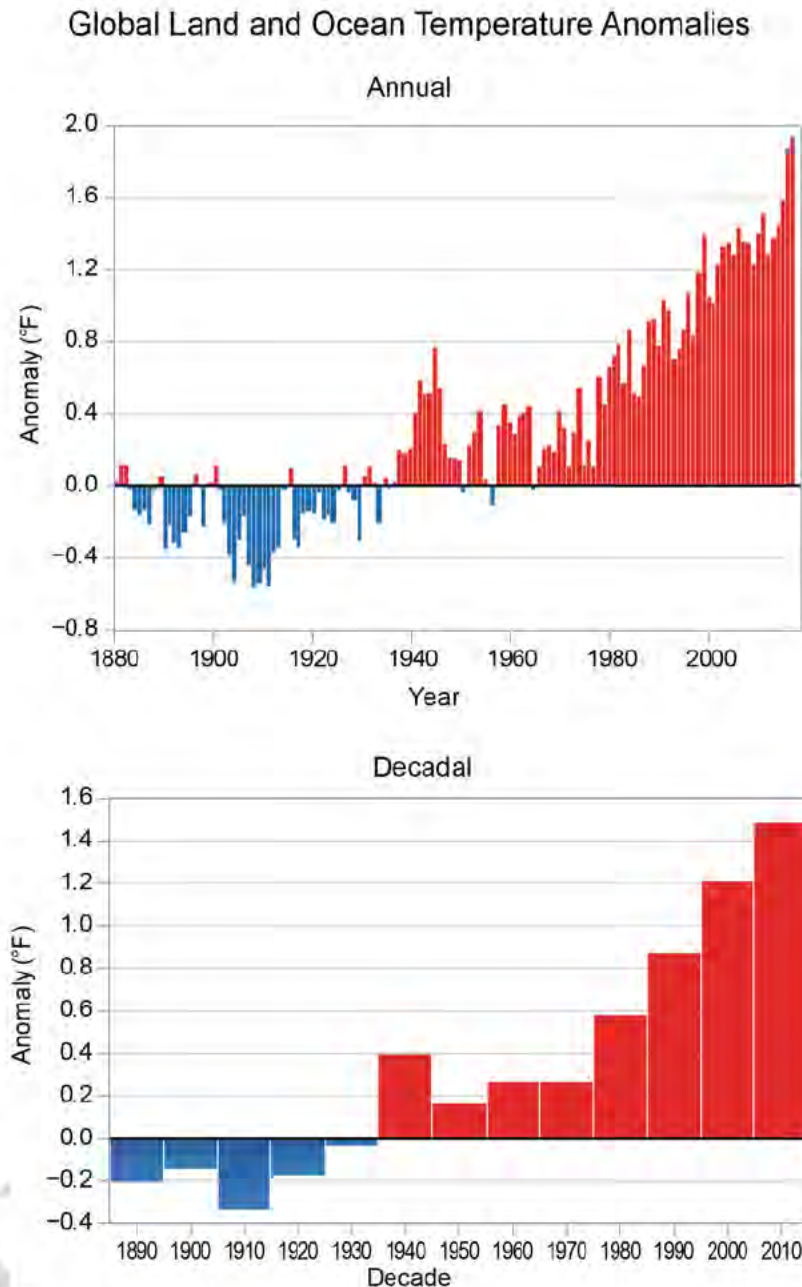 Global Land and Ocean Temperature Anomalies
Annual
2.0
1.6
1.2
0.8
0.4
0.0
−0.4
−0.8
Anomaly (°F)
1880 1900 1920 1940 1960 1980 2000
Year
Decadal
1.6
1.4
1.2
1.0
0.8
0.6
0.4
0.2
0.0
−0.2
−0.4
Anomaly (°F)
1890 1900 1910 1920 1930 1940 1950 1960 1970 1980 1990 2000 2010
Decade